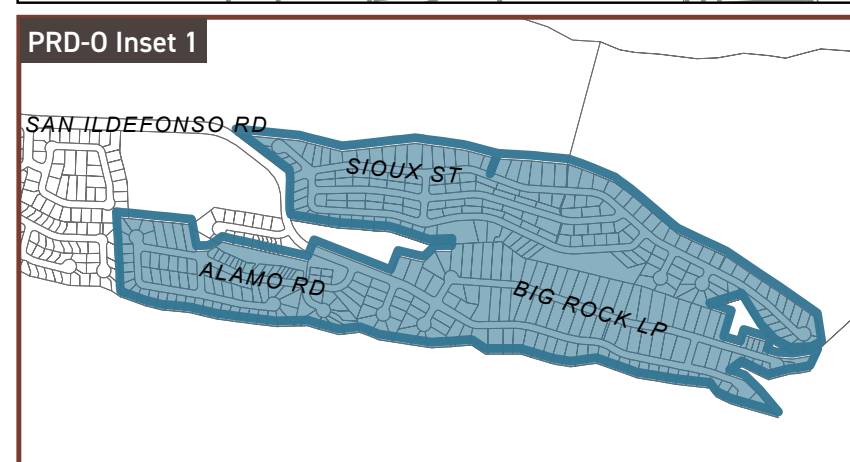 PRD-O Inset 1
SAN ILDEFONSO RD
SIOUX ST
ALAMO RD
BIG ROCK LP